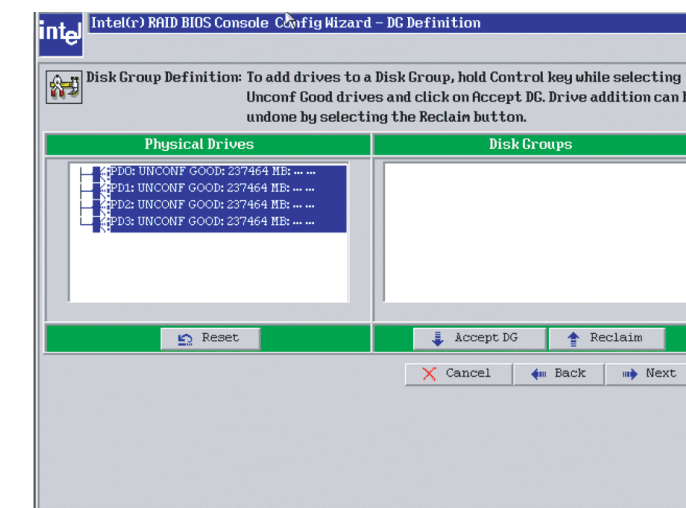 intel
Intel(r) RAID BIOS Console Config Wizard – DG Definition
Disk Group Definition: To add drives to a Disk Group, hold Control key while selecting
Unconf Good drives and click on Accept DG. Drive addition can
undone by selecting the Reclaim button.
Physical Drives
Disk Groups
PD0: UNCONF GOOD: 237464 MB: ... ...
PD1: UNCONF GOOD: 237464 MB: ... ...
PD2: UNCONF GOOD: 237464 MB: ... ...
PD3: UNCONF GOOD: 237464 MB: ... ...
Reset
Accept DG
Reclaim
Cancel
Back
Next